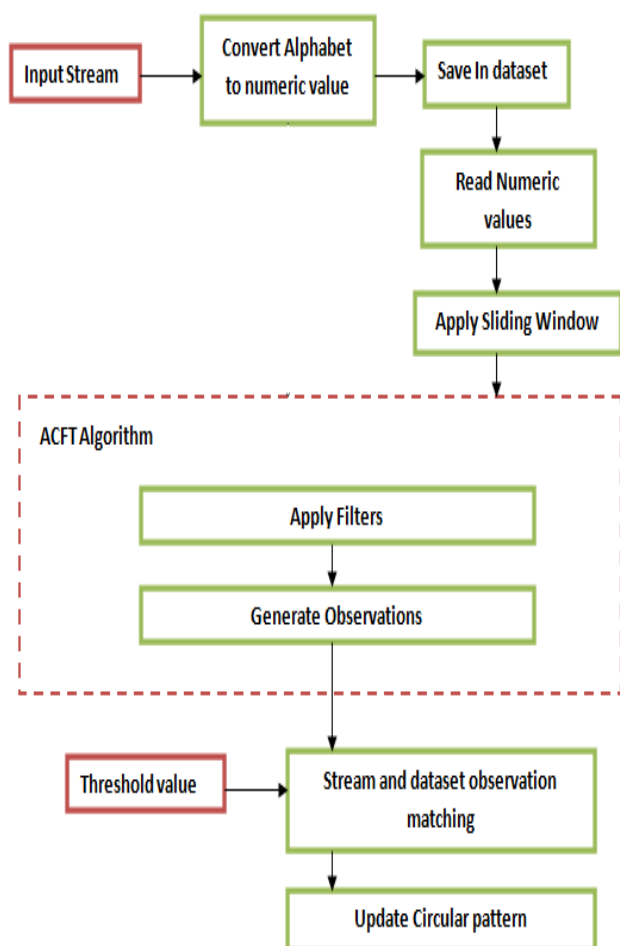 Input Stream
Convert Alphabet
to numeric value
Save In dataset
Read Numeric
values
Apply Sliding Window
ACFT Algorithm
Apply Filters
Generate Observations
Threshold value
Stream and dataset observation
matching
Update Circular pattern